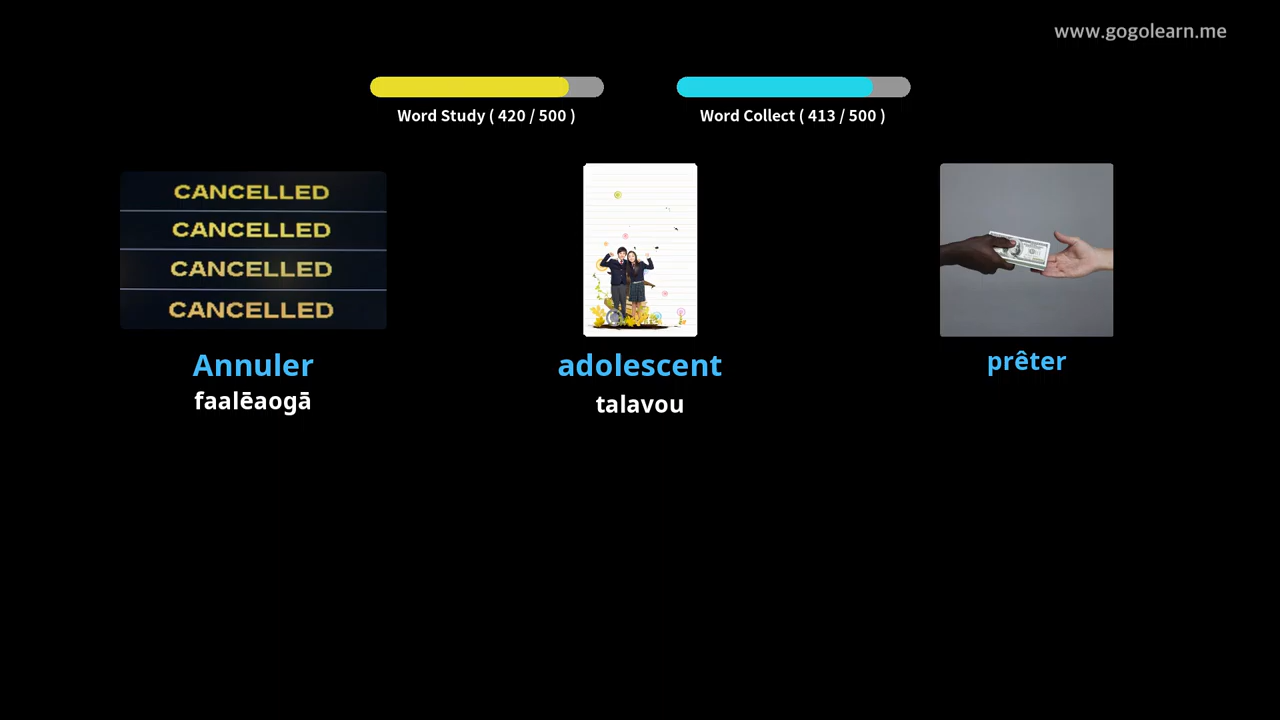 www.gogolearn.me
Word Study ( 420 / 500 )
Word Collect ( 413 / 500 )
CANCELLED
CANCELLED
CANCELLED
CANCELLED
Annuler
faalēaogā
adolescent
talavou
prêter